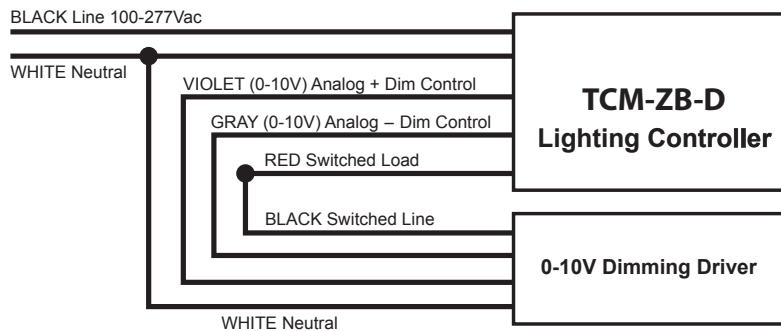 BLACK Line 100-277Vac
WHITE Neutral
VIOLET (0-10V) Analog + Dim Control
GRAY (0-10V) Analog – Dim Control
RED Switched Load
BLACK Switched Line
WHITE Neutral
TCM-ZB-D
Lighting Controller
0-10V Dimming Driver